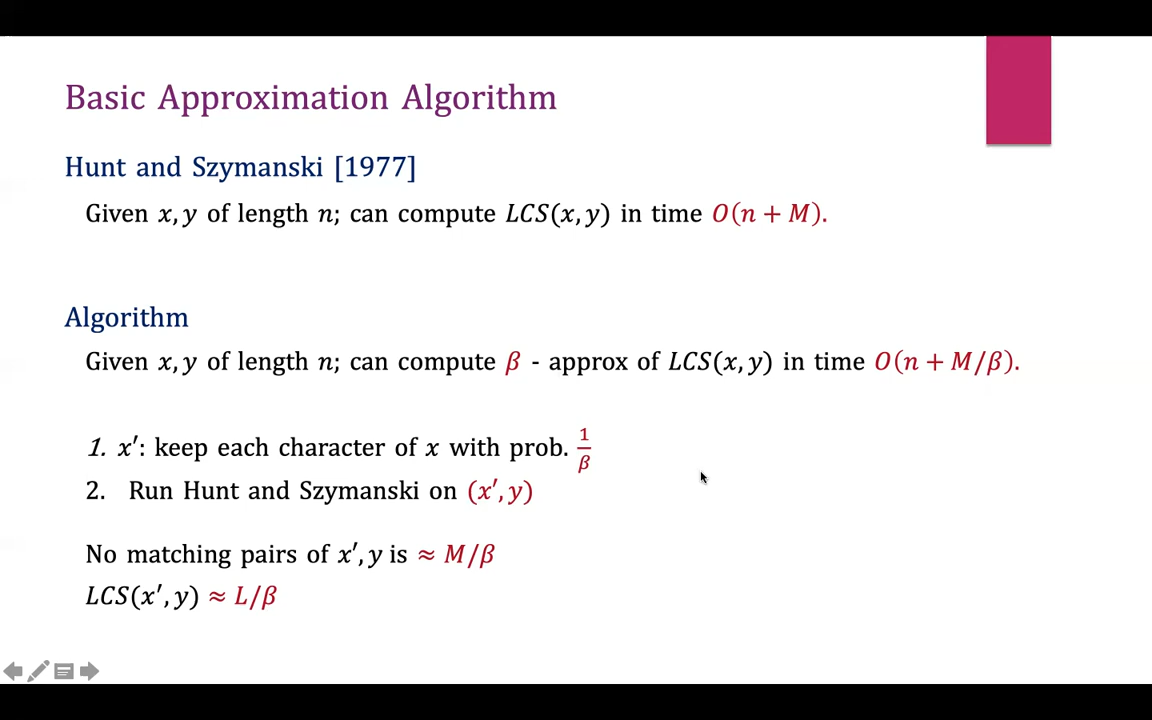 Basic Approximation Algorithm
Hunt and Szymanski [1977]
Given x, y of length n; can compute LCS(x, y) in time O(n + M).
Algorithm
Given x, y of length n; can compute β - approx of LCS(x, y) in time O(n + M/β).
1. x′: keep each character of x with prob. 1/β
2. Run Hunt and Szymanski on (x′, y)
No matching pairs of x′, y is ≈ M/β
LCS(x′, y) ≈ L/β